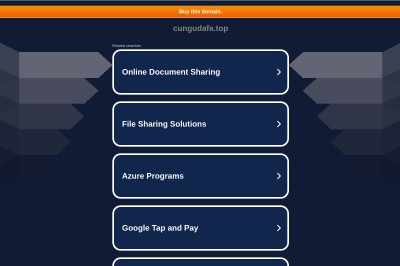 Buy this domain.
cungudafa.top
Related searches
Online Document Sharing
File Sharing Solutions
Azure Programs
Google Tap and Pay